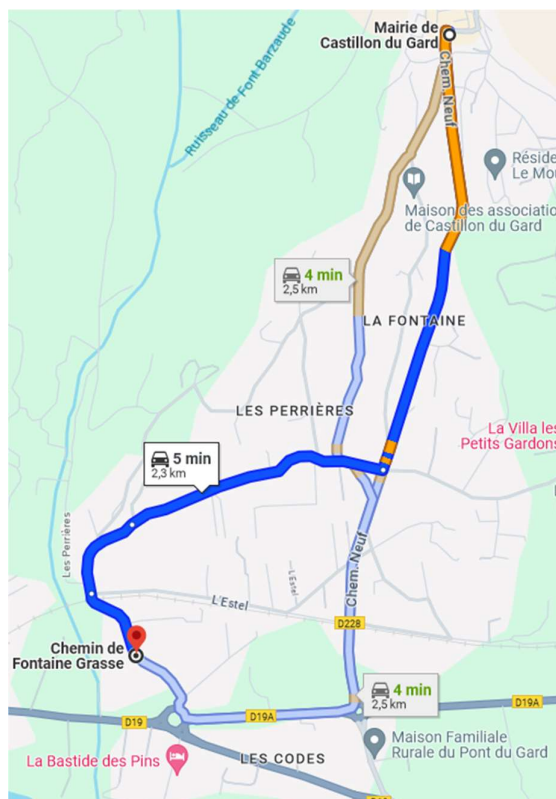 Mairie de
Castillon du Gard
Ruisseau de Font Barzaude
Chem. Neuf
Réside
Le Mou
Maison des association
de Castillon du Gard
4 min
2,5 km
LA FONTAINE
LES PERRIÈRES
La Villa les
Petits Gardons
5 min
2,3 km
Les Perrières
L'Estel
L'Estel
Chem. Neuf
D228
Chemin de
Fontaine Grasse
4 min
2,5 km
D19
D19A
D19A
Maison Familiale
Rurale du Pont du Gard
La Bastide des Pins
LES CODES